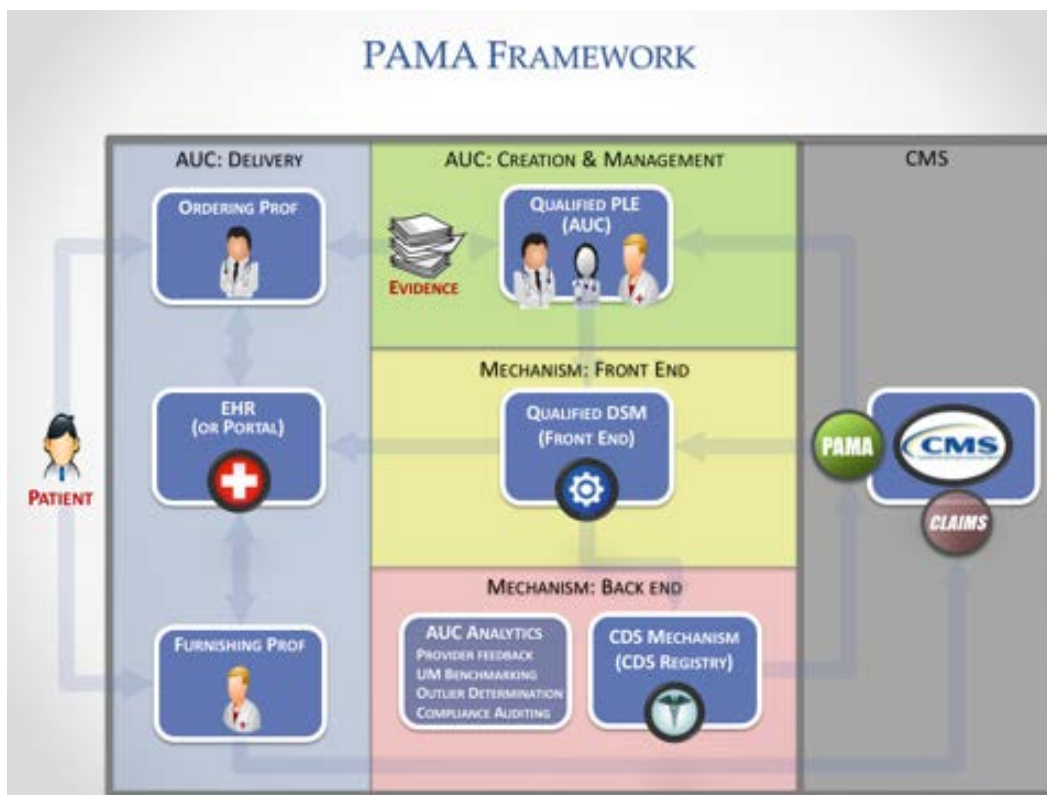 PAMA FRAMEWORK
AUC: DELIVERY
AUC: CREATION & MANAGEMENT
CMS
ORDERING PROF
QUALIFIED PLE
(AUC)
EVIDENCE
MECHANISM: FRONT END
EHR
(OR PORTAL)
QUALIFIED DSM
(FRONT END)
PAMA
CMS
PATIENT
CLAIMS
MECHANISM: BACK END
FURNISHING PROF
AUC ANALYTICS
PROVIDER FEEDBACK
UM BENCHMARKING
OUTLIER DETERMINATION
COMPLIANCE AUDITING
CDS MECHANISM
(CDS REGISTRY)